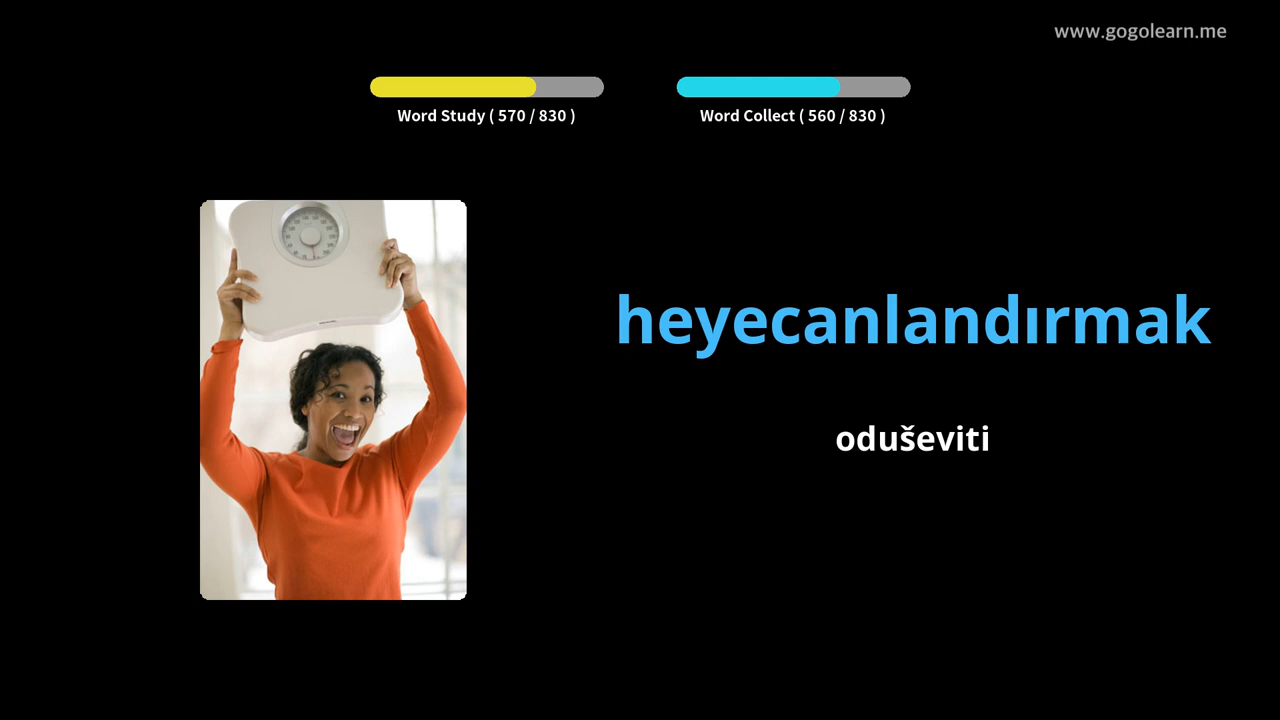 www.gogolearn.me
Word Study ( 570 / 830 )
Word Collect ( 560 / 830 )
heyecanlandırmak
oduševiti